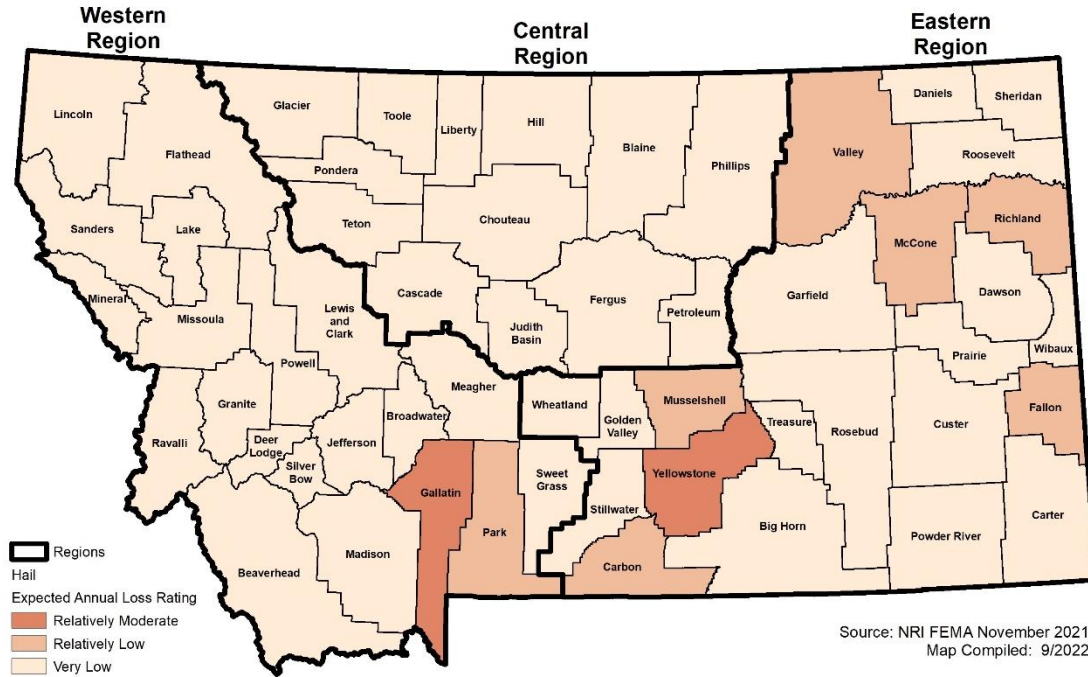 Western
Region
Central
Region
Eastern
Region
Lincoln
Flathead
Glacier
Toole
Liberty
Hill
Blaine
Phillips
Valley
Daniels
Sheridan
Roosevelt
Pondera
Teton
Chouteau
Sanders
Lake
McCone
Richland
Mineral
Missoula
Lewis
and
Clark
Cascade
Judith
Basin
Fergus
Petroleum
Garfield
Dawson
Prairie
Wibaux
Powell
Meagher
Granite
Ravalli
Deer
Lodge
Silver
Bow
Jefferson
Broadwater
Wheatland
Golden
Valley
Musselshell
Treasure
Rosebud
Custer
Fallon
Gallatin
Park
Sweet
Grass
Stillwater
Yellowstone
Big Horn
Powder River
Carter
Beaverhead
Madison
Carbon
Regions
Hail
Expected Annual Loss Rating
Relatively Moderate
Relatively Low
Very Low
Source: NRI FEMA November 2021
Map Compiled: 9/2022